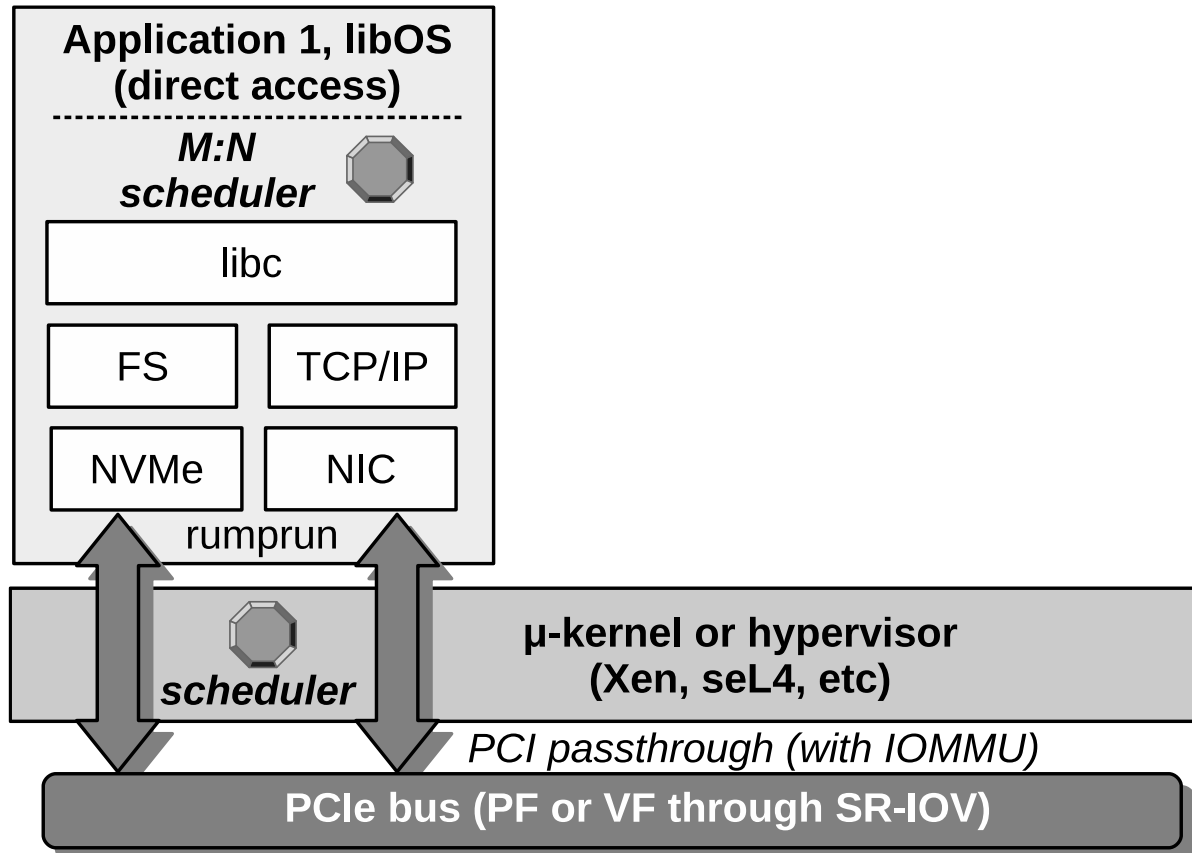 Application 1, libOS
(direct access)
M:N
scheduler
libc
FS
TCP/IP
NVMe
NIC
rumprun
scheduler
µ-kernel or hypervisor
(Xen, seL4, etc)
PCI passthrough (with IOMMU)
PCIe bus (PF or VF through SR-IOV)